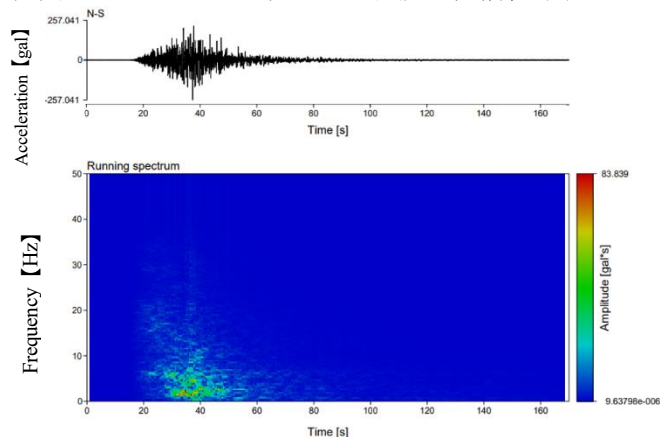 N-S
257.041
0
-257.041
Acceleration【gal】
0 20 40 60 80 100 120 140 160
Time [s]
Running spectrum
50
40
30
20
10
0
Frequency【Hz】
0 20 40 60 80 100 120 140 160
Time [s]
83.839
Amplitude [gal*s]
9.63798e-006